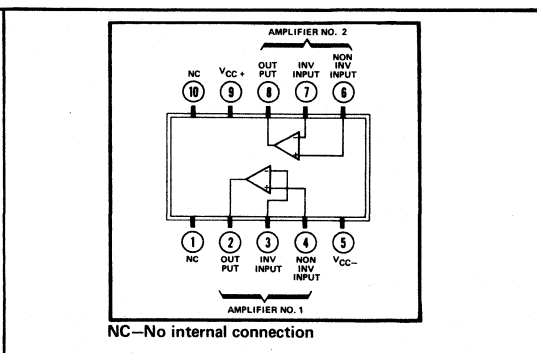 AMPLIFIER NO. 2
NC VCC + OUT PUT INV INPUT NON INV INPUT
10 9 8 7 6
- +
- +
1 2 3 4 5
NC OUT PUT INV INPUT NON INV INPUT VCC–
AMPLIFIER NO. 1
NC—No internal connection